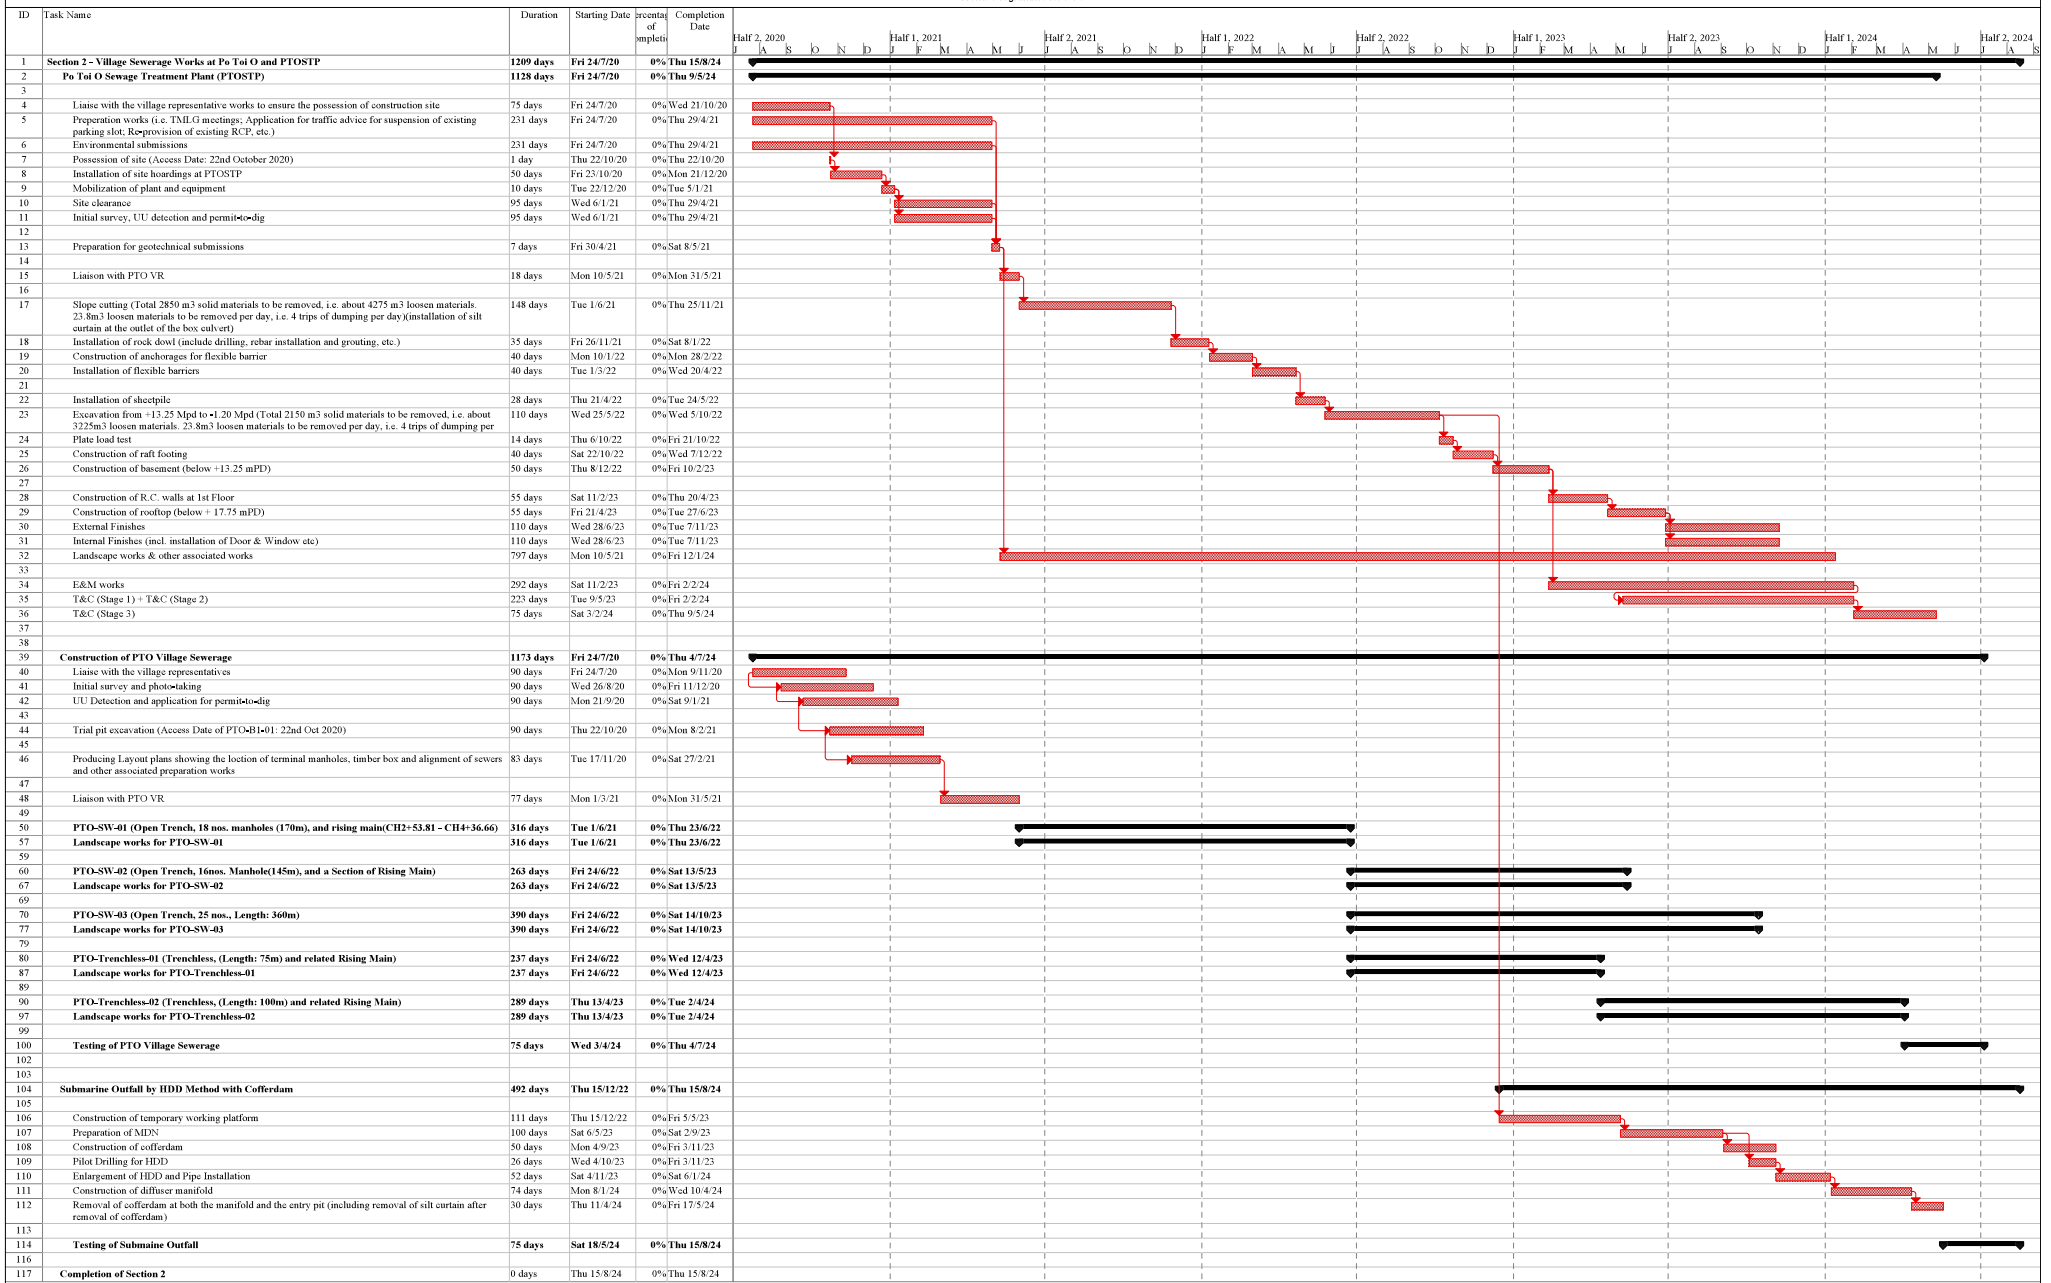 ID Task Name Duration Starting Date ercentag Completion
of Date
ompleti
Half 2, 2020 Half 1, 2021 Half 2, 2021 Half 1, 2022 Half 2, 2022 Half 1, 2023 Half 2, 2023 Half 1, 2024 Half 2, 2024
J A S O N D J F M A M J J A S O N D J F M A M J J A S O N D J F M A M J J A S O N D J F M A M J J A S
1 Section 2 - Village Sewerage Works at Po Toi O and PTOSTP 1209 days Fri 24/7/20 0% Thu 15/8/24
2 Po Toi O Sewage Treatment Plant (PTOSTP) 1128 days Fri 24/7/20 0% Thu 9/5/24
3
4 Liaise with the village representative works to ensure the possession of construction site 75 days Fri 24/7/20 0% Wed 21/10/20
5 Preperation works (i.e. TMLG meetings; Application for traffic advice for suspension of existing 231 days Fri 24/7/20 0% Thu 29/4/21
parking slot; Re-provision of existing RCP, etc.)
6 Environmental submissions 231 days Fri 24/7/20 0% Thu 29/4/21
7 Possession of site (Access Date: 22nd October 2020) 1 day Thu 22/10/20 0% Thu 22/10/20
8 Installation of site hoardings at PTOSTP 50 days Fri 23/10/20 0% Mon 21/12/20
9 Mobilization of plant and equipment 10 days Tue 22/12/20 0% Tue 5/1/21
10 Site clearance 95 days Wed 6/1/21 0% Thu 29/4/21
11 Initial survey, UU detection and permit-to-dig 95 days Wed 6/1/21 0% Thu 29/4/21
12
13 Preparation for geotechnical submissions 7 days Fri 30/4/21 0% Sat 8/5/21
14
15 Liaison with PTO VR 18 days Mon 10/5/21 0% Mon 31/5/21
16
17 Slope cutting (Total 2850 m3 solid materials to be removed, i.e. about 4275 m3 loosen materials. 148 days Tue 1/6/21 0% Thu 25/11/21
23.8m3 loosen materials to be removed per day, i.e. 4 trips of dumping per day)(installation of silt
curtain at the outlet of the box culvert)
18 Installation of rock dowl (include drilling, rebar installation and grouting, etc.) 35 days Fri 26/11/21 0% Sat 8/1/22
19 Construction of anchorages for flexible barrier 40 days Mon 10/1/22 0% Mon 28/2/22
20 Installation of flexible barriers 40 days Tue 1/3/22 0% Wed 20/4/22
21
22 Installation of sheetpile 28 days Thu 21/4/22 0% Tue 24/5/22
23 Excavation from +13.25 Mpd to -1.20 Mpd (Total 2150 m3 solid materials to be removed, i.e. about 110 days Wed 25/5/22 0% Wed 5/10/22
3225m3 loosen materials. 23.8m3 loosen materials to be removed per day, i.e. 4 trips of dumping per
24 Plate load test 14 days Thu 6/10/22 0% Fri 21/10/22
25 Construction of raft footing 40 days Sat 22/10/22 0% Wed 7/12/22
26 Construction of basement (below +13.25 mPD) 50 days Thu 8/12/22 0% Fri 10/2/23
27
28 Construction of R.C. walls at 1st Floor 55 days Sat 11/2/23 0% Thu 20/4/23
29 Construction of rooftop (below + 17.75 mPD) 55 days Fri 21/4/23 0% Tue 27/6/23
30 External Finishes 110 days Wed 28/6/23 0% Tue 7/11/23
31 Internal Finishes (incl. installation of Door & Window etc) 110 days Wed 28/6/23 0% Tue 7/11/23
32 Landscape works & other associated works 797 days Mon 10/5/21 0% Fri 12/1/24
33
34 E&M works 292 days Sat 11/2/23 0% Fri 2/2/24
35 T&C (Stage 1) + T&C (Stage 2) 223 days Tue 9/5/23 0% Fri 2/2/24
36 T&C (Stage 3) 75 days Sat 3/2/24 0% Thu 9/5/24
37
38
39 Construction of PTO Village Sewerage 1173 days Fri 24/7/20 0% Thu 4/7/24
40 Liaise with the village representatives 90 days Fri 24/7/20 0% Mon 9/11/20
41 Initial survey and photo-taking 90 days Wed 26/8/20 0% Fri 11/12/20
42 UU Detection and application for permit-to-dig 90 days Mon 21/9/20 0% Sat 9/1/21
43
44 Trial pit excavation (Access Date of PTO-B1-01: 22nd Oct 2020) 90 days Thu 22/10/20 0% Mon 8/2/21
45
46 Producing Layout plans showing the loction of terminal manholes, timber box and alignment of sewers 83 days Tue 17/11/20 0% Sat 27/2/21
and other associated preparation works
47
48 Liaison with PTO VR 77 days Mon 1/3/21 0% Mon 31/5/21
49
50 PTO-SW-01 (Open Trench, 18 nos. manholes (170m), and rising main(CH2+53.81 - CH4+36.66) 316 days Tue 1/6/21 0% Thu 23/6/22
57 Landscape works for PTO-SW-01 316 days Tue 1/6/21 0% Thu 23/6/22
59
60 PTO-SW-02 (Open Trench, 16nos. Manhole(145m), and a Section of Rising Main) 263 days Fri 24/6/22 0% Sat 13/5/23
67 Landscape works for PTO-SW-02 263 days Fri 24/6/22 0% Sat 13/5/23
69
70 PTO-SW-03 (Open Trench, 25 nos., Length: 360m) 390 days Fri 24/6/22 0% Sat 14/10/23
77 Landscape works for PTO-SW-03 390 days Fri 24/6/22 0% Sat 14/10/23
79
80 PTO-Trenchless-01 (Trenchless, (Length: 75m) and related Rising Main) 237 days Fri 24/6/22 0% Wed 12/4/23
87 Landscape works for PTO-Trenchless-01 237 days Fri 24/6/22 0% Wed 12/4/23
89
90 PTO-Trenchless-02 (Trenchless, (Length: 100m) and related Rising Main) 289 days Thu 13/4/23 0% Tue 2/4/24
97 Landscape works for PTO-Trenchless-02 289 days Thu 13/4/23 0% Tue 2/4/24
99
100 Testing of PTO Village Sewerage 75 days Wed 3/4/24 0% Thu 4/7/24
102
103
104 Submarine Outfall by HDD Method with Cofferdam 492 days Thu 15/12/22 0% Thu 15/8/24
105
106 Construction of temporary working platform 111 days Thu 15/12/22 0% Fri 5/5/23
107 Preparation of MDN 100 days Sat 6/5/23 0% Sat 2/9/23
108 Construction of cofferdam 50 days Mon 4/9/23 0% Fri 3/11/23
109 Pilot Drilling for HDD 26 days Wed 4/10/23 0% Fri 3/11/23
110 Enlargement of HDD and Pipe Installation 52 days Sat 4/11/23 0% Sat 6/1/24
111 Construction of diffuser manifold 74 days Mon 8/1/24 0% Wed 10/4/24
112 Removal of cofferdam at both the manifold and the entry pit (including removal of silt curtain after 30 days Thu 11/4/24 0% Fri 17/5/24
removal of cofferdam)
113
114 Testing of Submaine Outfall 75 days Sat 18/5/24 0% Thu 15/8/24
116
117 Completion of Section 2 0 days Thu 15/8/24 0% Thu 15/8/24